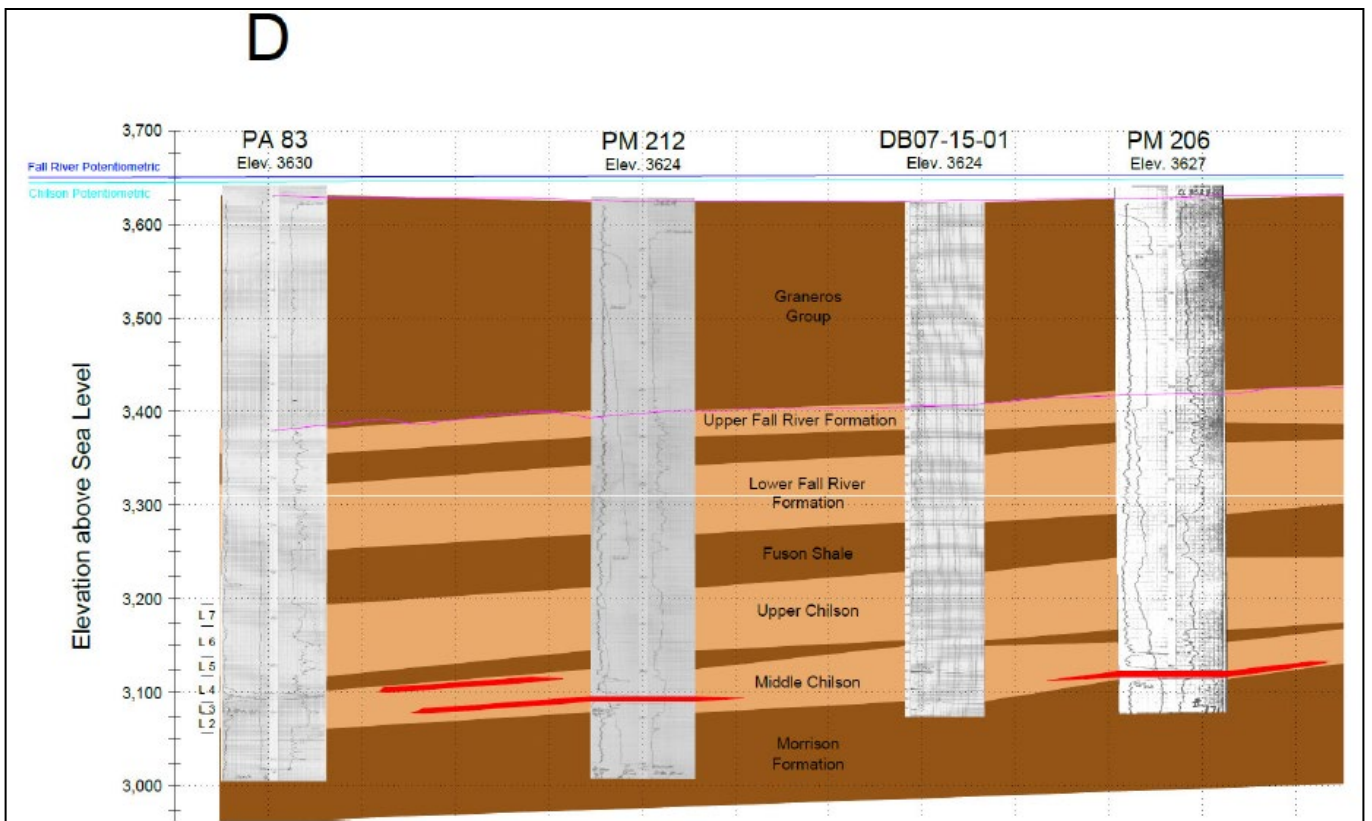 D
3,700
PA 83
Elev. 3630
PM 212
Elev. 3624
DB07-15-01
Elev. 3624
PM 206
Elev. 3627
Fall River Potentiometric
Chilson Potentiometric
3,600
3,500
3,400
3,300
3,200
3,100
3,000
Elevation above Sea Level
L 7
L 6
L 5
L 4
L 3
L 2
Graneros
Group
Upper Fall River Formation
Lower Fall River
Formation
Fuson Shale
Upper Chilson
Middle Chilson
Morrison
Formation